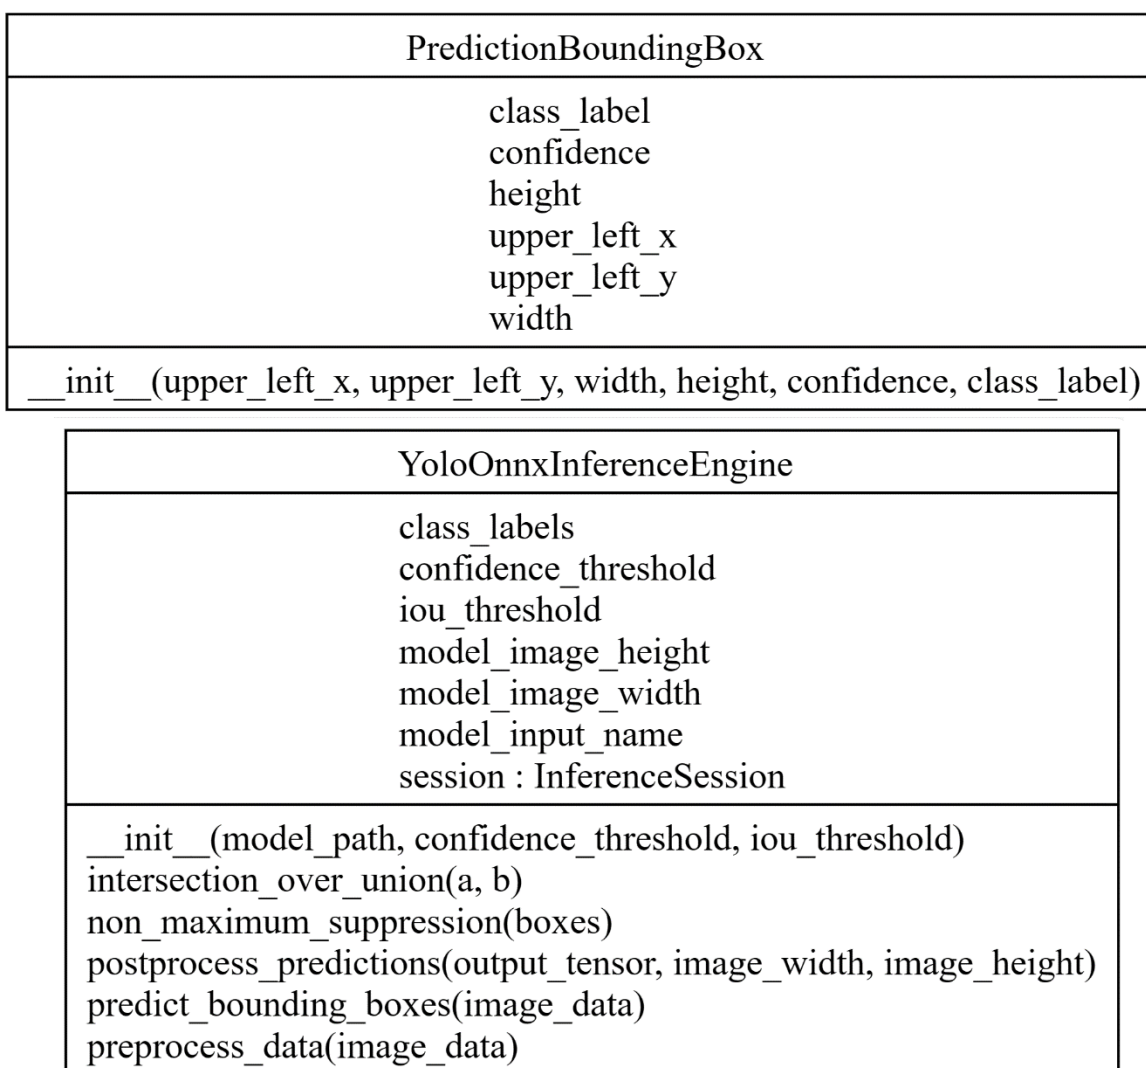 PredictionBoundingBox
class_label
confidence
height
upper_left_x
upper_left_y
width
__init__(upper_left_x, upper_left_y, width, height, confidence, class_label)
YoloOnnxInferenceEngine
class_labels
confidence_threshold
iou_threshold
model_image_height
model_image_width
model_input_name
session : InferenceSession
__init__(model_path, confidence_threshold, iou_threshold)
intersection_over_union(a, b)
non_maximum_suppression(boxes)
postprocess_predictions(output_tensor, image_width, image_height)
predict_bounding_boxes(image_data)
preprocess_data(image_data)